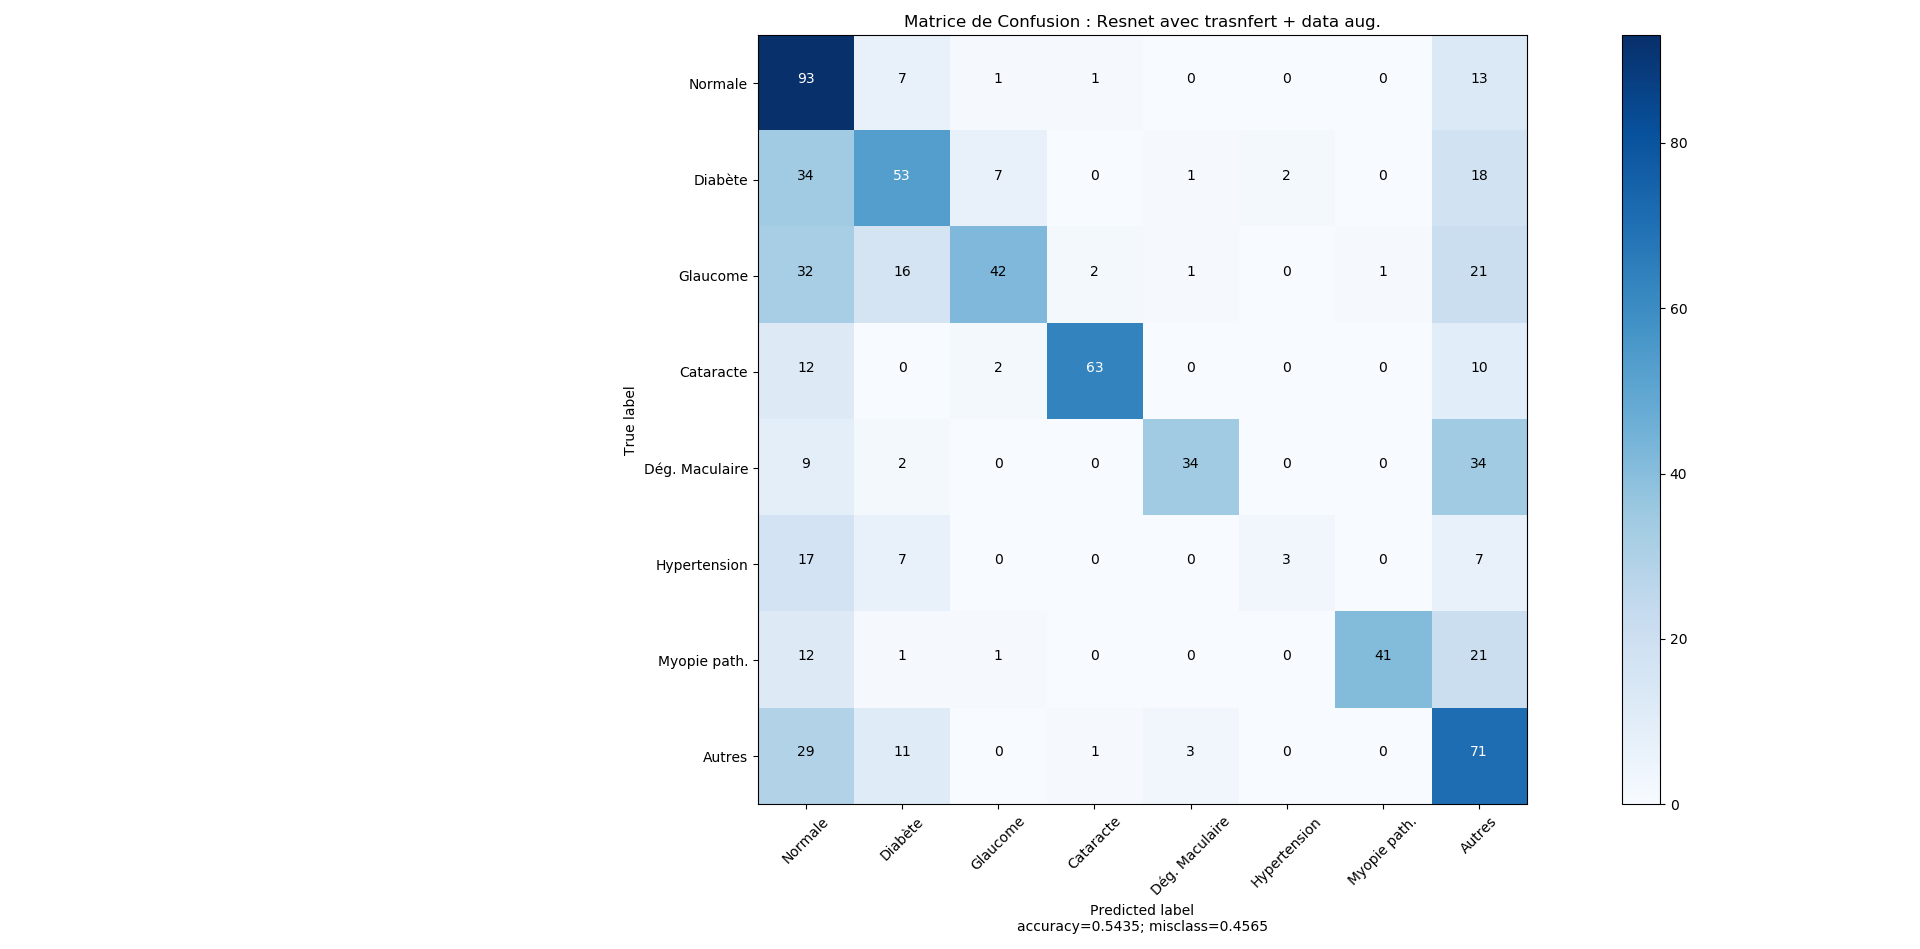 Matrice de Confusion : Resnet avec trasnfert + data aug.
Normale 93 7 1 1 0 0 0 13
Diabète 34 53 7 0 1 2 0 18
Glaucome 32 16 42 2 1 0 1 21
Cataracte 12 0 2 63 0 0 0 10
Dég. Maculaire 9 2 0 0 34 0 0 34
Hypertension 17 7 0 0 0 3 0 7
Myopie path. 12 1 1 0 0 0 41 21
Autres 29 11 0 1 3 0 0 71
True label
Normale Diabète Glaucome Cataracte Dég. Maculaire Hypertension Myopie path. Autres
Predicted label
accuracy=0.5435; misclass=0.4565
80
60
40
20
0